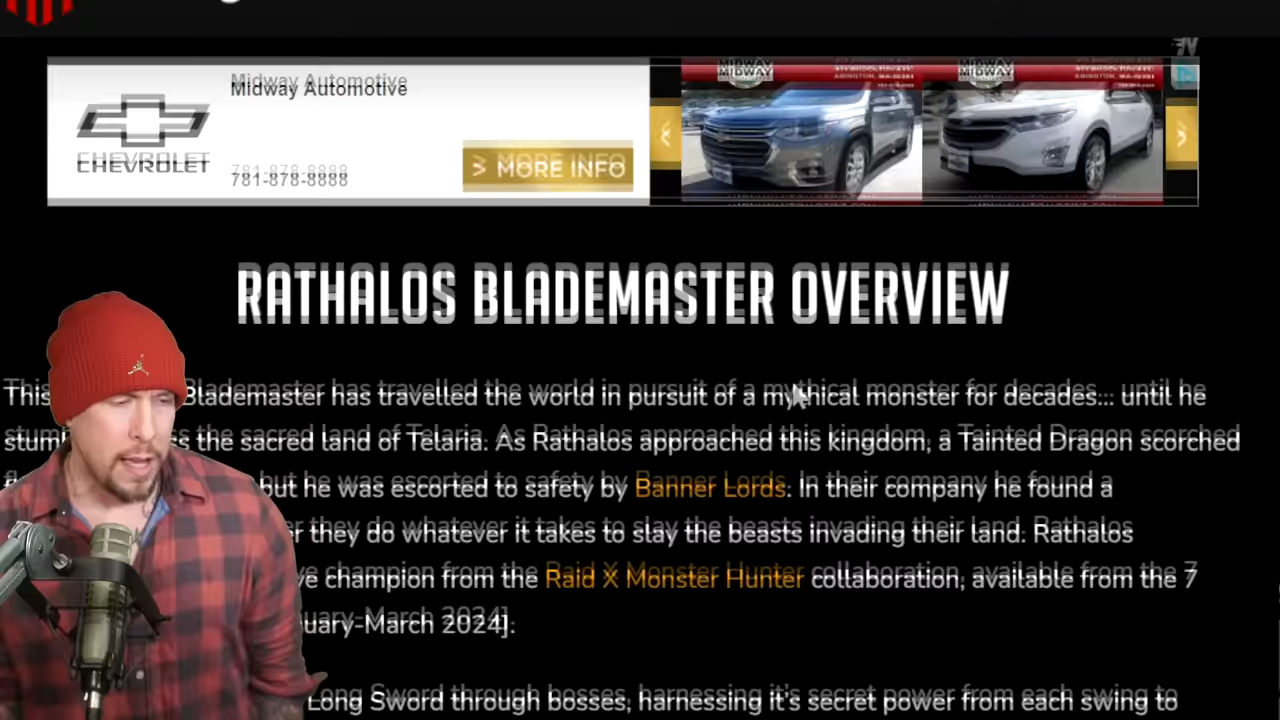 Midway Automotive
CHEVROLET
781-878-8888
> MORE INFO
MIDWAY
MIDWAY
RATHALOS BLADEMASTER OVERVIEW
This Blademaster has travelled the world in pursuit of a mythical monster for decades... until he
the sacred land of Telaria. As Rathalos approached this kingdom, a Tainted Dragon scorched
but he was escorted to safety by Banner Lords. In their company he found a
they do whatever it takes to slay the beasts invading their land. Rathalos
champion from the Raid X Monster Hunter collaboration, available from the 7
uary-March 2024].
Long Sword through bosses, harnessing it's secret power from each swing to